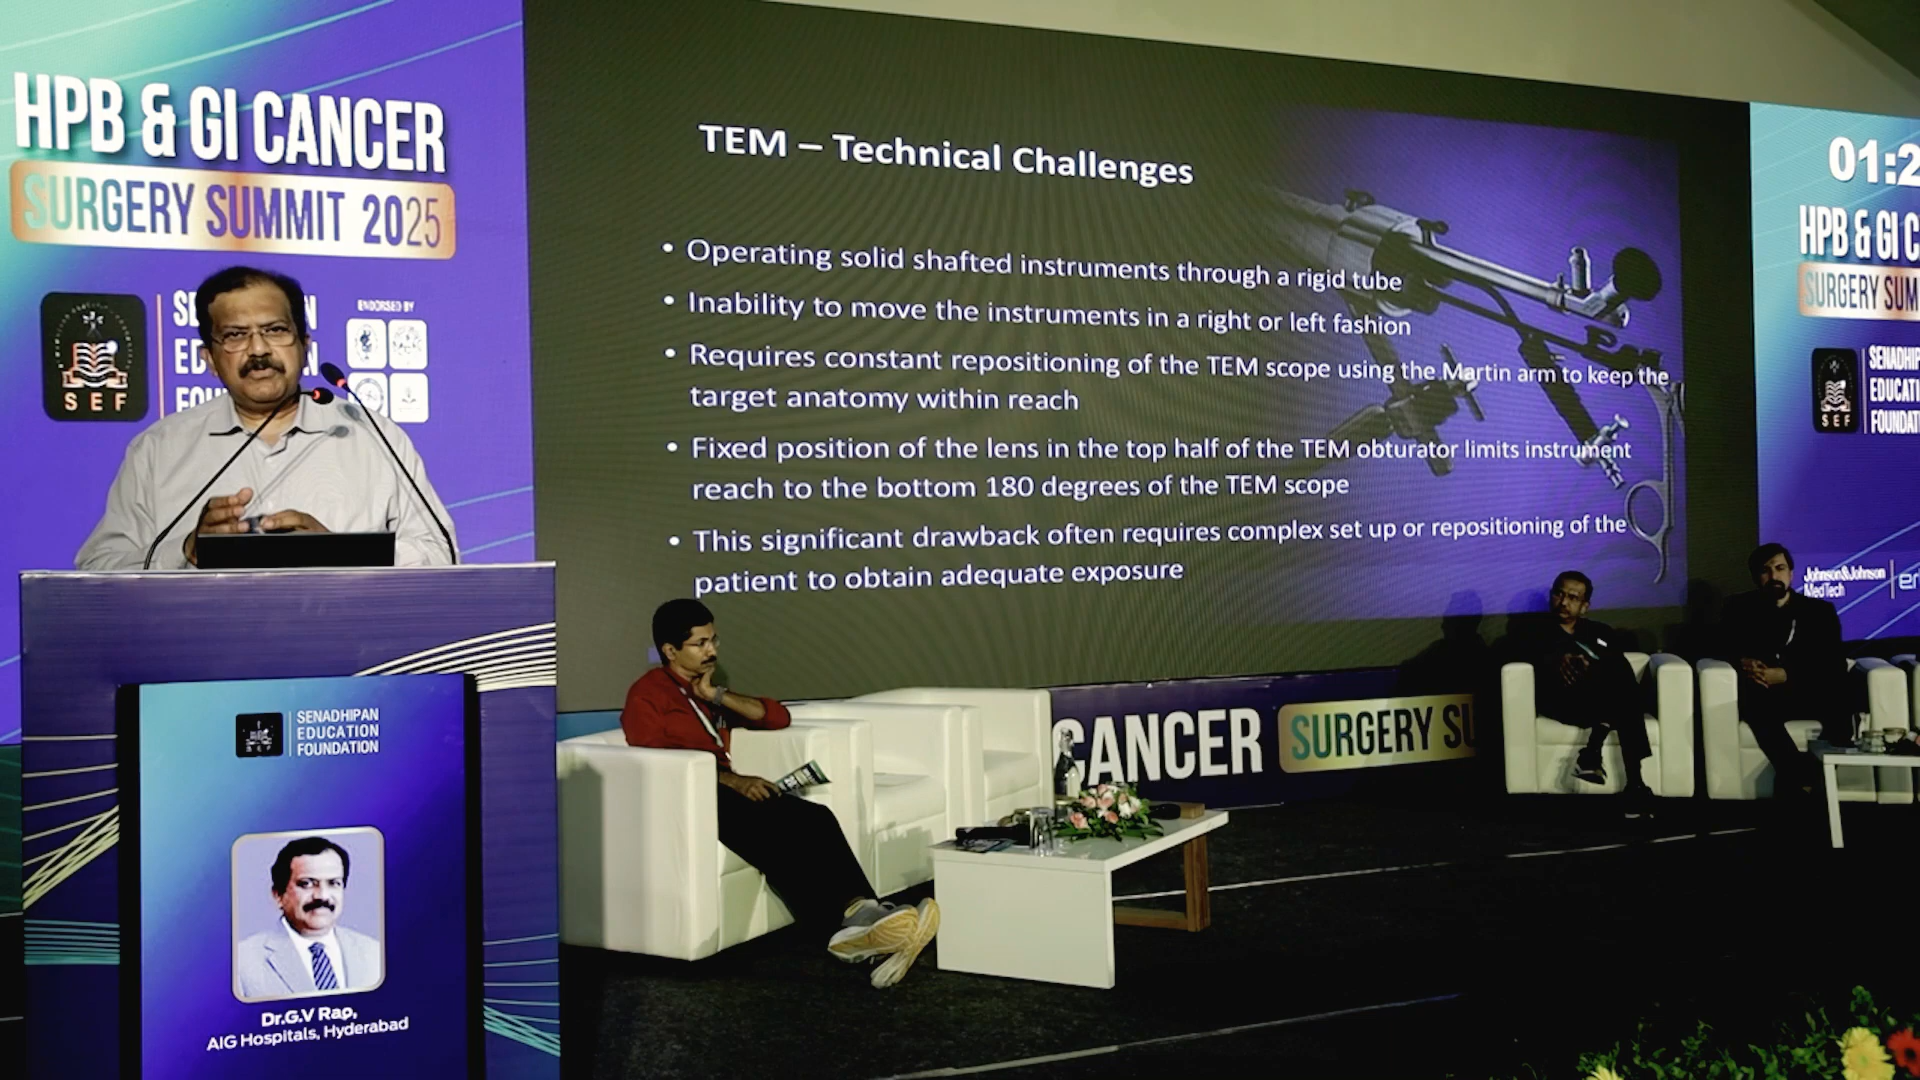 HPB & GI CANCER
SURGERY SUMMIT 2025
SEF
ENDORSED BY
TEM – Technical Challenges
• Operating solid shafted instruments through a rigid tube
• Inability to move the instruments in a right or left fashion
• Requires constant repositioning of the TEM scope using the Martin arm to keep the
target anatomy within reach
• Fixed position of the lens in the top half of the TEM obturator limits instrument
reach to the bottom 180 degrees of the TEM scope
• This significant drawback often requires complex set up or repositioning of the
patient to obtain adequate exposure
01:2
HPB & GI C
SURGERY SUM
SEF
SENADHIP
EDUCATI
FOUNDAT
Johnson&Johnson
MedTech
CANCER
SURGERY SU
SENADHIPAN
EDUCATION
FOUNDATION
Dr.G.V Rao,
AIG Hospitals, Hyderabad